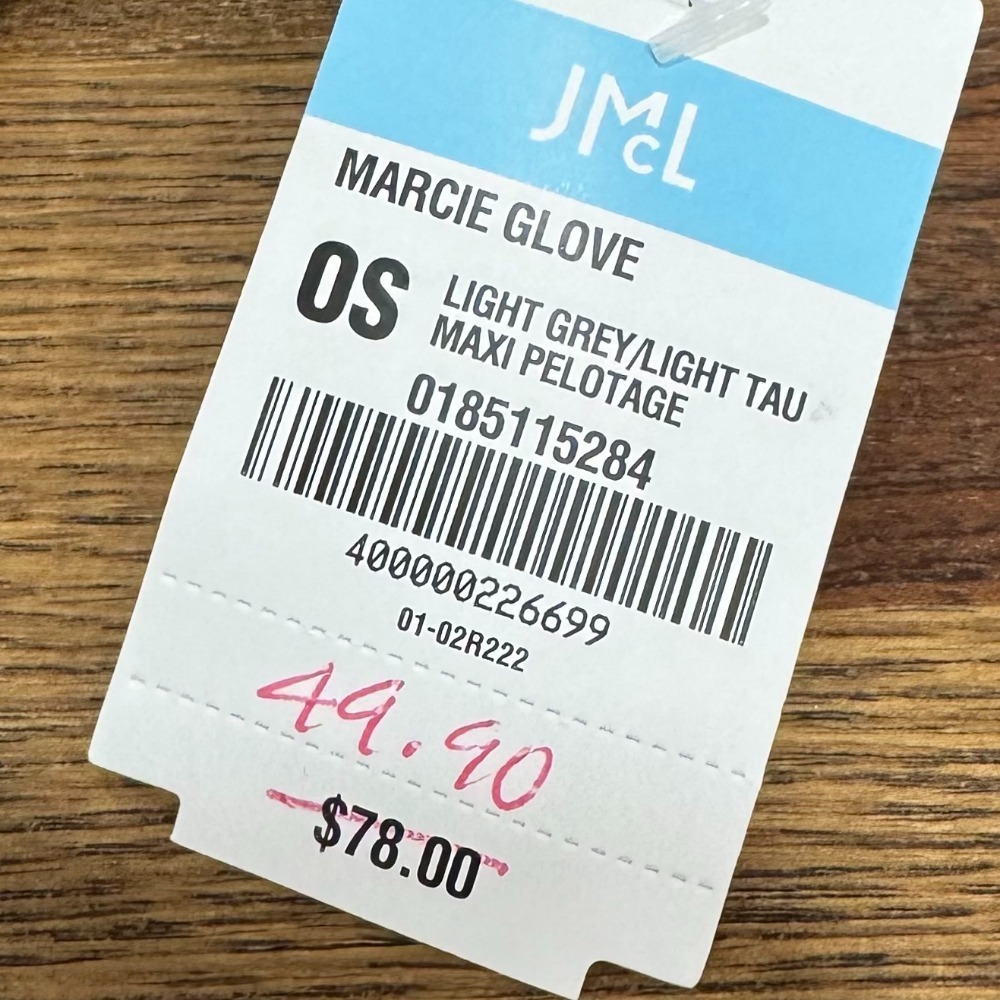 JMcL
MARCIE GLOVE
OS
LIGHT GREY/LIGHT TAU
MAXI PELOTAGE
0185115284
400000226699
01-02R222
49.90
$78.00